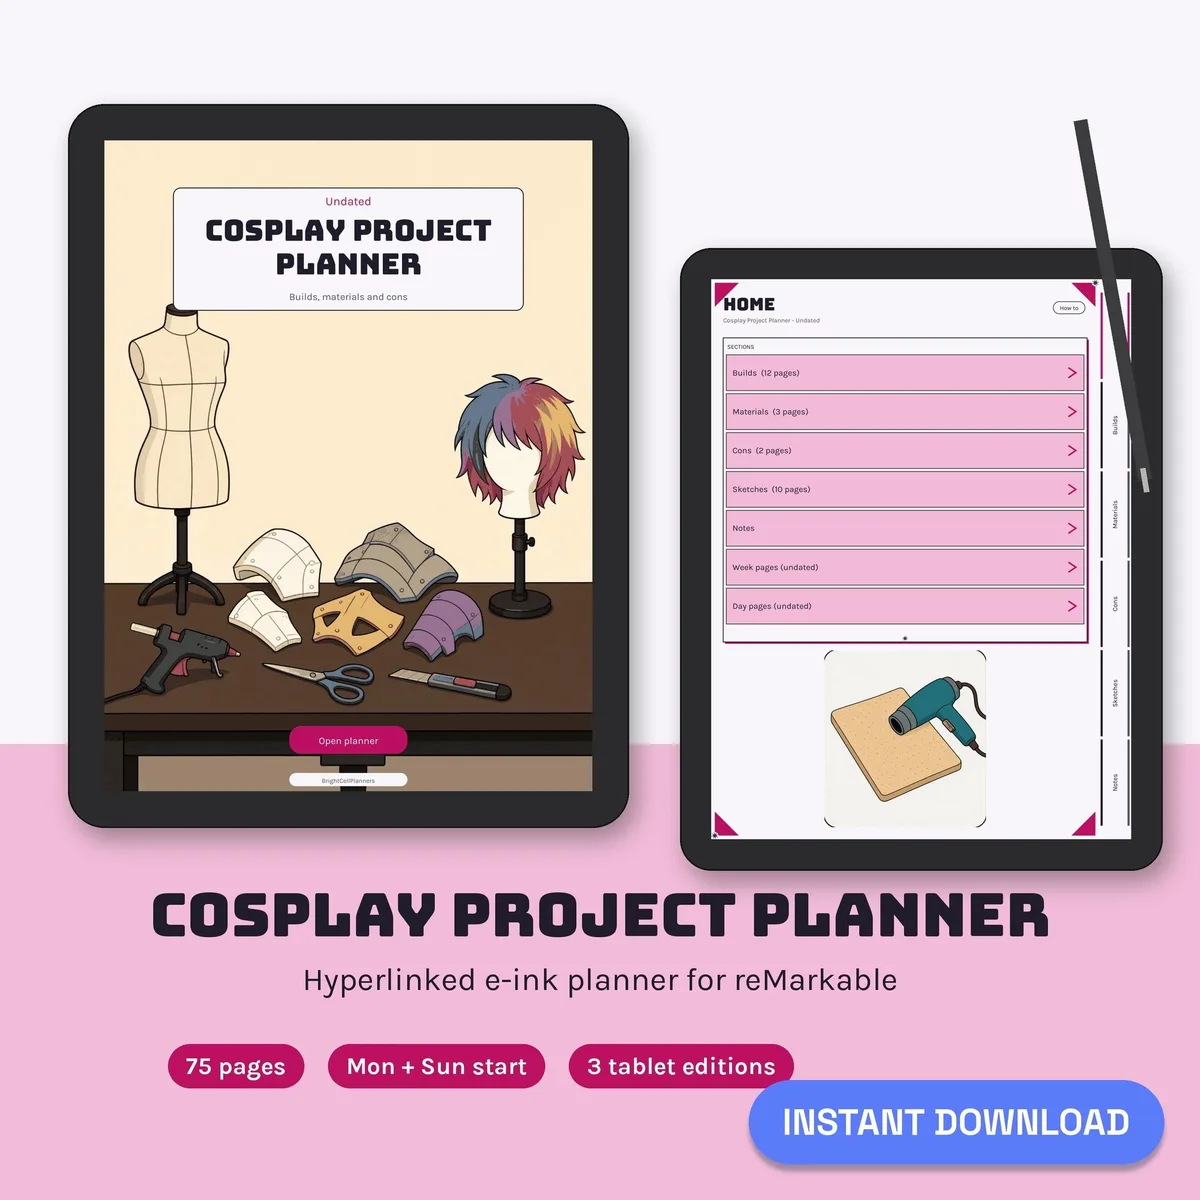 Undated
COSPLAY PROJECT
PLANNER
Builds, materials and cons
Open planner
BrightCellPlanners
HOME
Cosplay Project Planner - Undated
How to
SECTIONS
Builds (12 pages)
Materials (3 pages)
Cons (2 pages)
Sketches (10 pages)
Notes
Week pages (undated)
Day pages (undated)
Builds
Materials
Cons
Sketches
Notes
COSPLAY PROJECT PLANNER
Hyperlinked e-ink planner for reMarkable
75 pages
Mon + Sun start
3 tablet editions
INSTANT DOWNLOAD